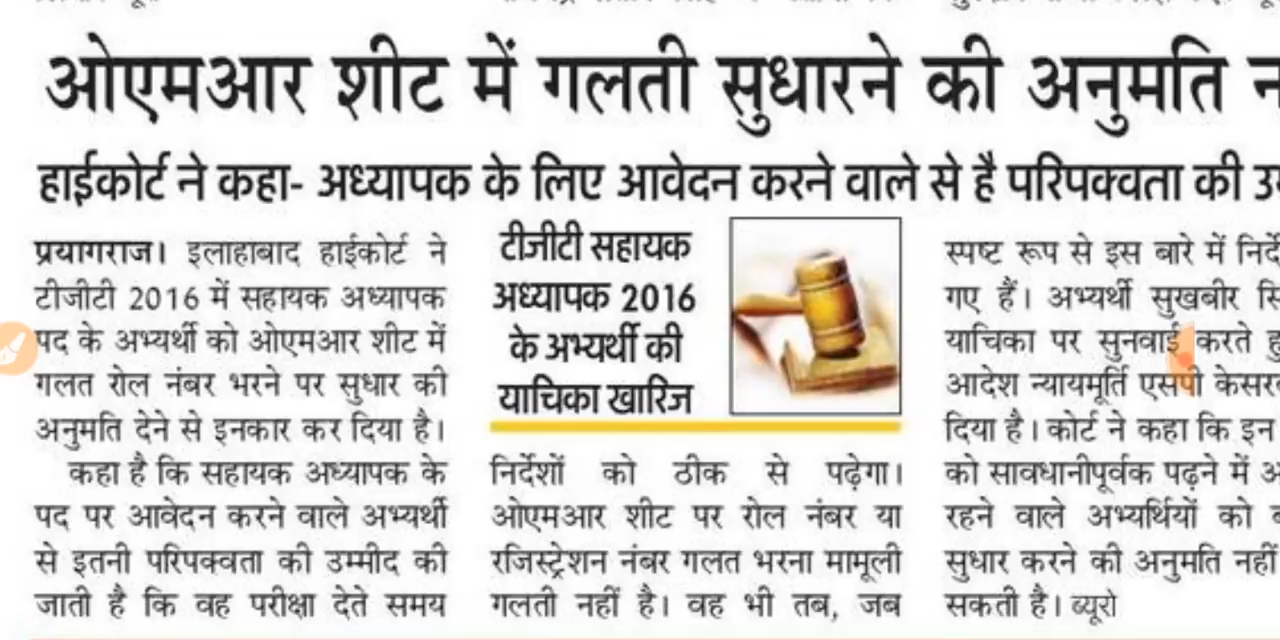 ओएमआर शीट में गलती सुधारने की अनुमति
हाईकोर्ट ने कहा- अध्यापक के लिए आवेदन करने वाले से है परिपक्वता की
प्रयागराज। इलाहाबाद हाईकोर्ट ने
टीजीटी 2016 में सहायक अध्यापक
पद के अभ्यर्थी को ओएमआर शीट में
गलत रोल नंबर भरने पर सुधार की
अनुमति देने से इनकार कर दिया है।
कहा है कि सहायक अध्यापक के
पद पर आवेदन करने वाले अभ्यर्थी
से इतनी परिपक्वता की उम्मीद की
जाती है कि वह परीक्षा देते समय
टीजीटी सहायक
अध्यापक 2016
के अभ्यर्थी की
याचिका खारिज
निर्देशों को ठीक से पढ़ेगा।
ओएमआर शीट पर रोल नंबर या
रजिस्ट्रेशन नंबर गलत भरना मामूली
गलती नहीं है। वह भी तब, जब
स्पष्ट रूप से इस बारे में
गए हैं। अभ्यर्थी सुखबीर
याचिका पर सुनवाई करते
आदेश न्यायमूर्ति एसपी
दिया है। कोर्ट ने कहा कि इन
को सावधानीपूर्वक पढ़ने में
रहने वाले अभ्यर्थियों को
सुधार करने की अनुमति नहीं
सकती है। ब्यूरो